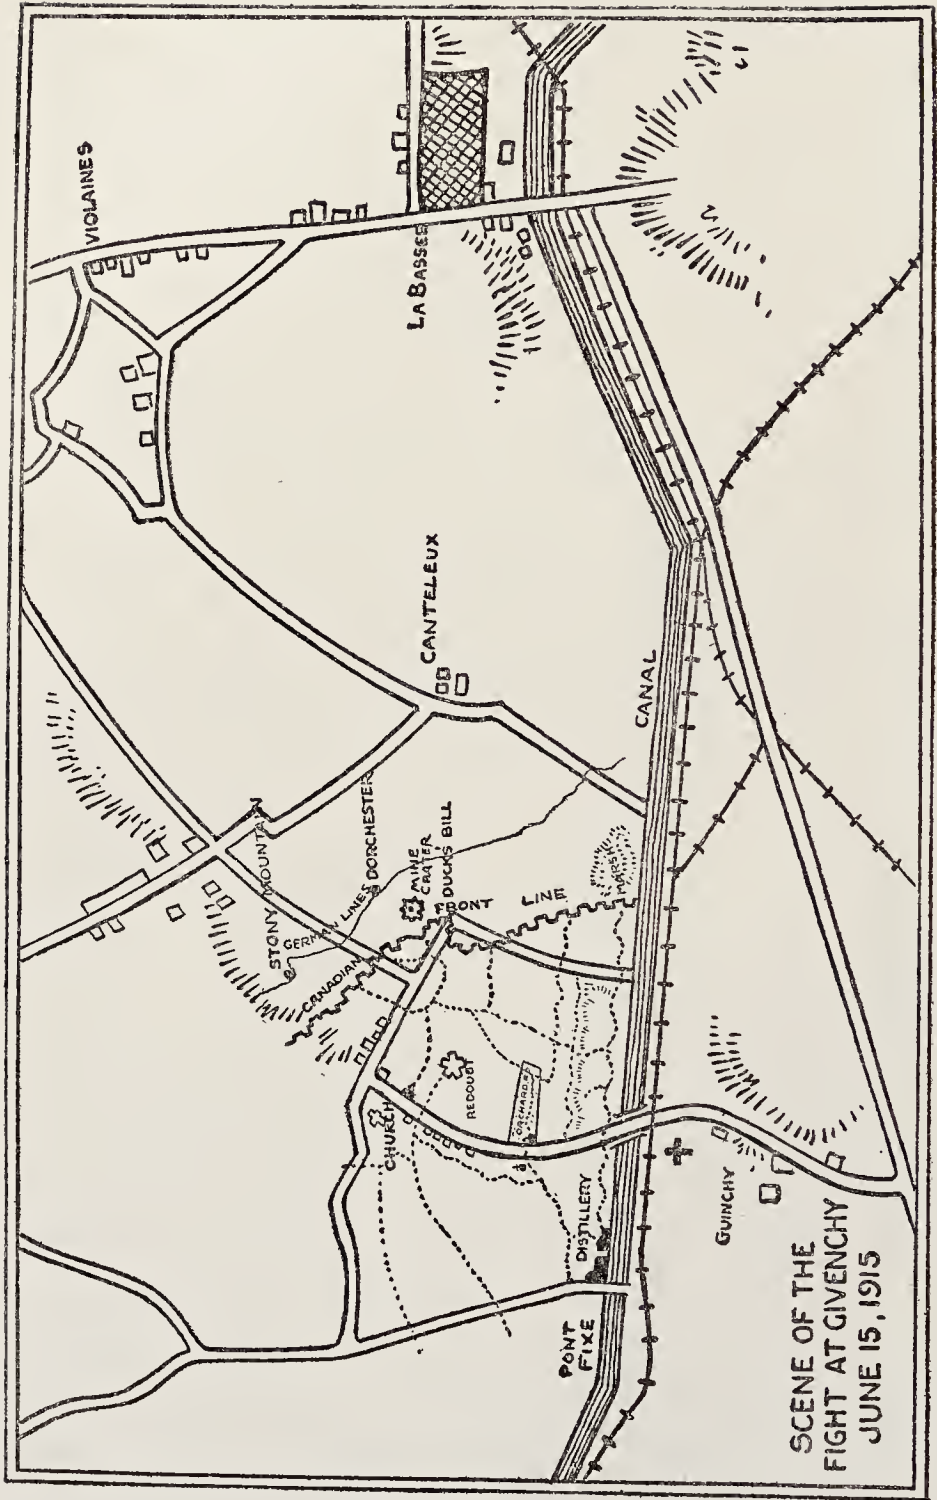 VIOLAINES
LA BASSEE
CANTELEUX
CANAL
STONY MOUNTAIN
DORCHESTER
GERMAN LINES
MINE
CRATER
DUCKS BILL
FRONT LINE
CANADIAN
MARSH
REDOUBT
ORCHARD
CHURCH
DISTILLERY
PONT
FIXE
GUINCHY
SCENE OF THE
FIGHT AT GIVENCHY
JUNE 15, 1915